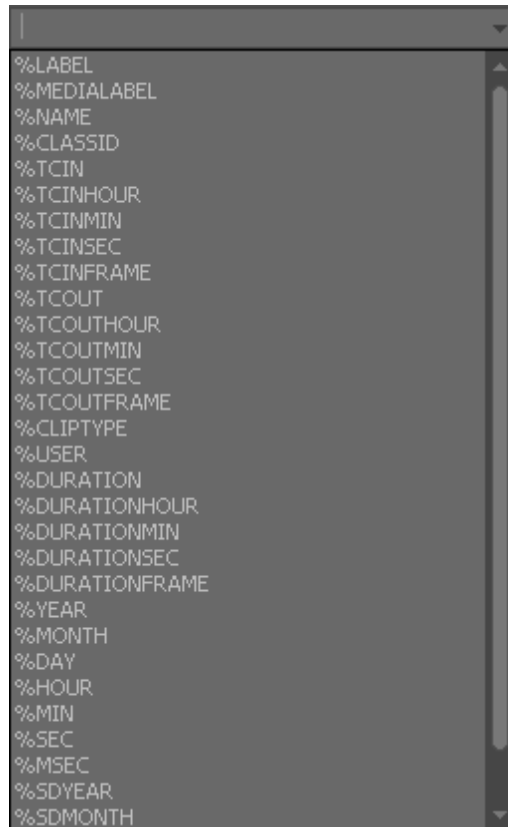 %LABEL
%MEDIALABEL
%NAME
%CLASSID
%TCIN
%TCINHOUR
%TCINMIN
%TCINSEC
%TCINFRAME
%TCOUT
%TCOUTHOUR
%TCOUTMIN
%TCOUTSEC
%TCOUTFRAME
%CLIPTYPE
%USER
%DURATION
%DURATIONHOUR
%DURATIONMIN
%DURATIONSEC
%DURATIONFRAME
%YEAR
%MONTH
%DAY
%HOUR
%MIN
%SEC
%MSEC
%SDYEAR
%SDMONTH